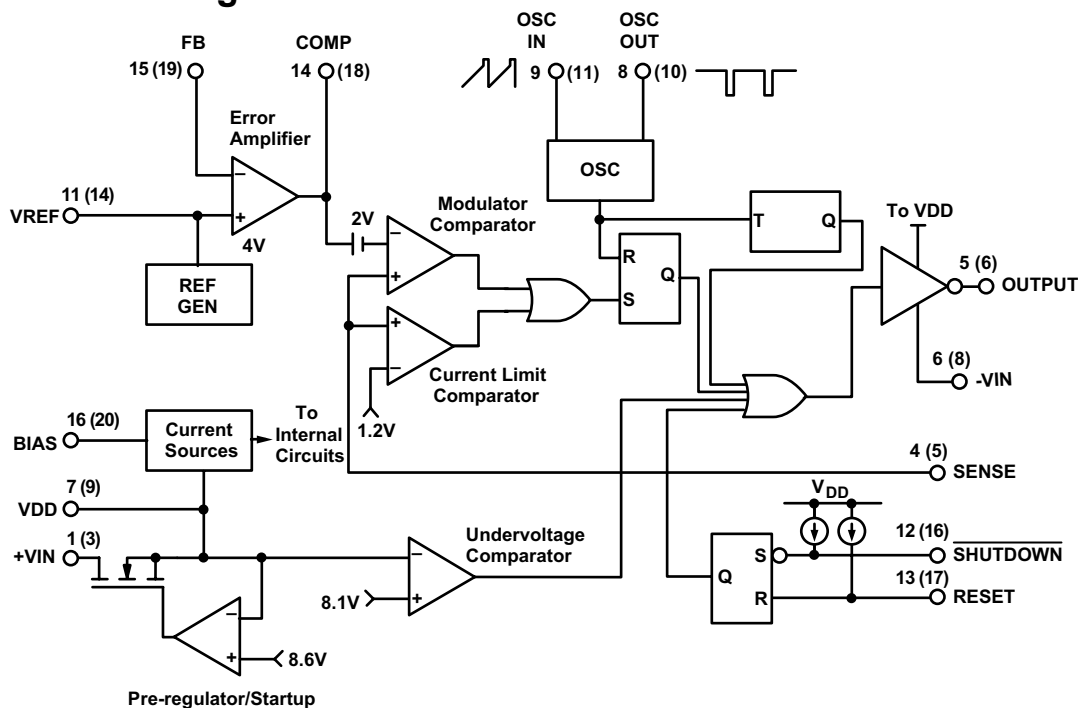 g
OSC
IN
OSC
OUT
FB
COMP
15 (19)
14
(18)
9
(11)
8
(10)
Error
Amplifier
OSC
11 (14)
VREF
−
+
4V
2V
Modulator
Comparator
T
Q
To VDD
REF
GEN
−
+
R
S
Q
5 (6)
OUTPUT
+
−
Current Limit
Comparator
1.2V
6 (8)
-VIN
16 (20)
BIAS
Current
Sources
To
Internal
Circuits
4 (5)
SENSE
7 (9)
VDD
VDD
1 (3)
+VIN
Undervoltage
Comparator
−
+
8.1V
S
Q
R
12 (16)
SHUTDOWN
13 (17)
RESET
−
+
8.6V
Pre-regulator/Startup